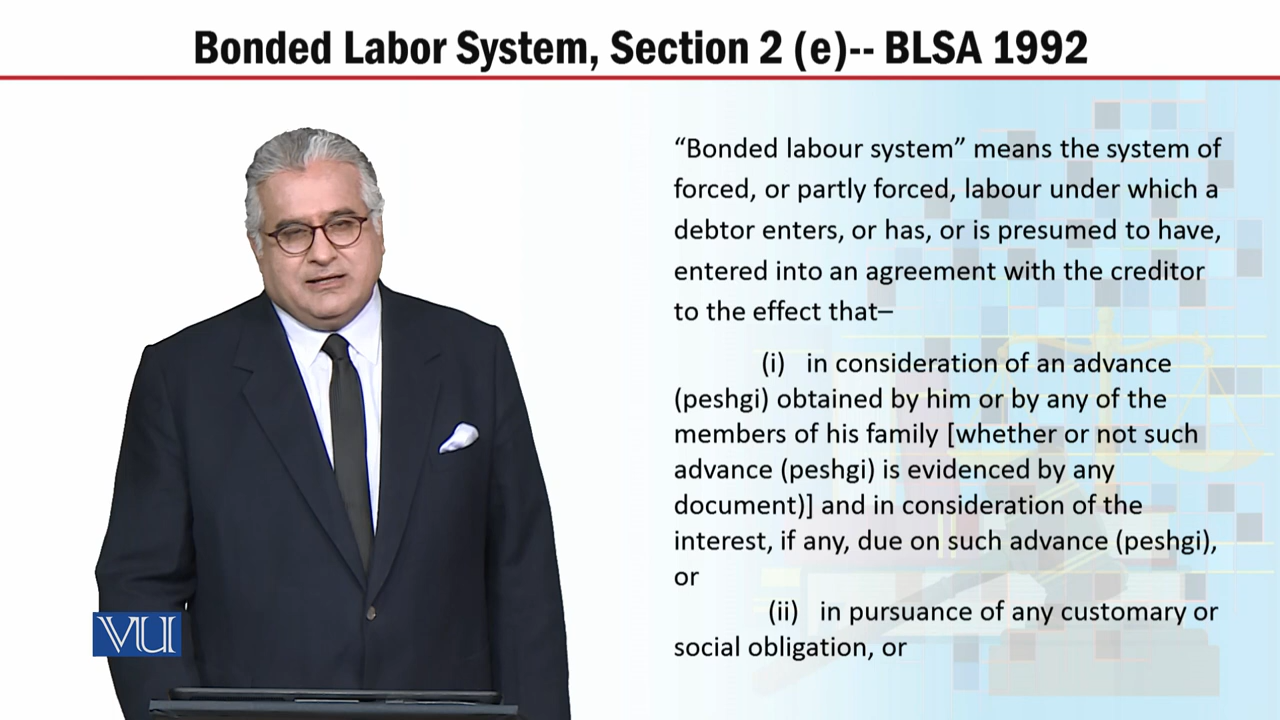 Bonded Labor System, Section 2 (e)-- BLSA 1992
“Bonded labour system” means the system of
forced, or partly forced, labour under which a
debtor enters, or has, or is presumed to have,
entered into an agreement with the creditor
to the effect that–
(i) in consideration of an advance
(peshgi) obtained by him or by any of the
members of his family [whether or not such
advance (peshgi) is evidenced by any
document)] and in consideration of the
interest, if any, due on such advance (peshgi),
or
(ii) in pursuance of any customary or
social obligation, or
VU